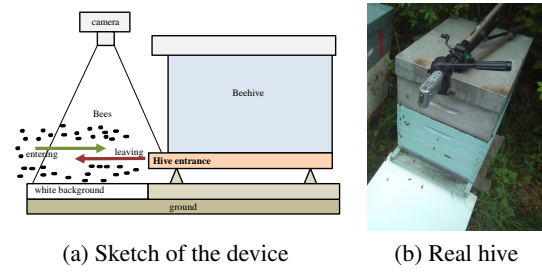 camera
Bees
Beehive
entering
leaving
Hive entrance
white background
ground
(a) Sketch of the device
(b) Real hive